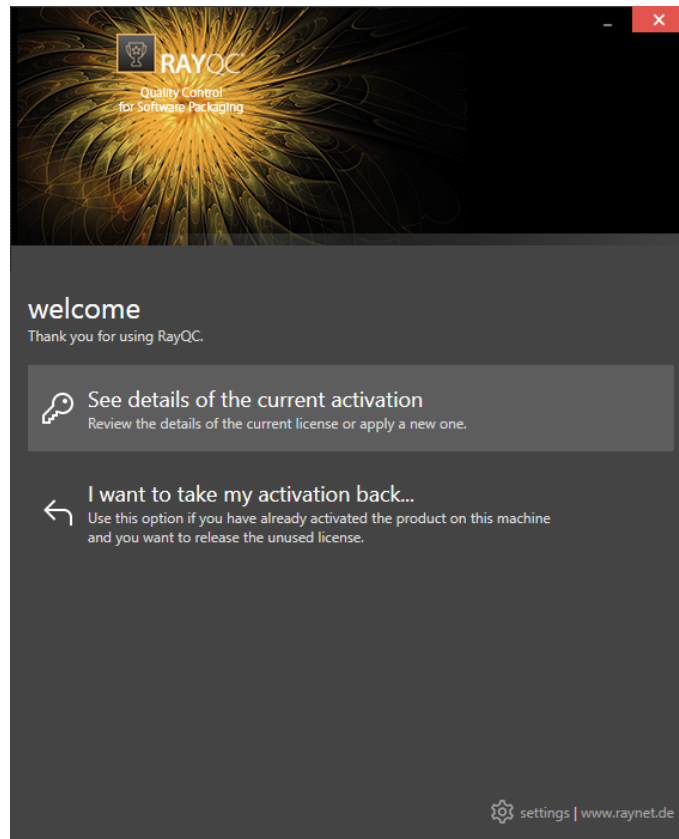 RAYQC
Quality Control
for Software Packaging
welcome
Thank you for using RayQC.
See details of the current activation
Review the details of the current license or apply a new one.
I want to take my activation back...
Use this option if you have already activated the product on this machine
and you want to release the unused license.
settings | www.raynet.de